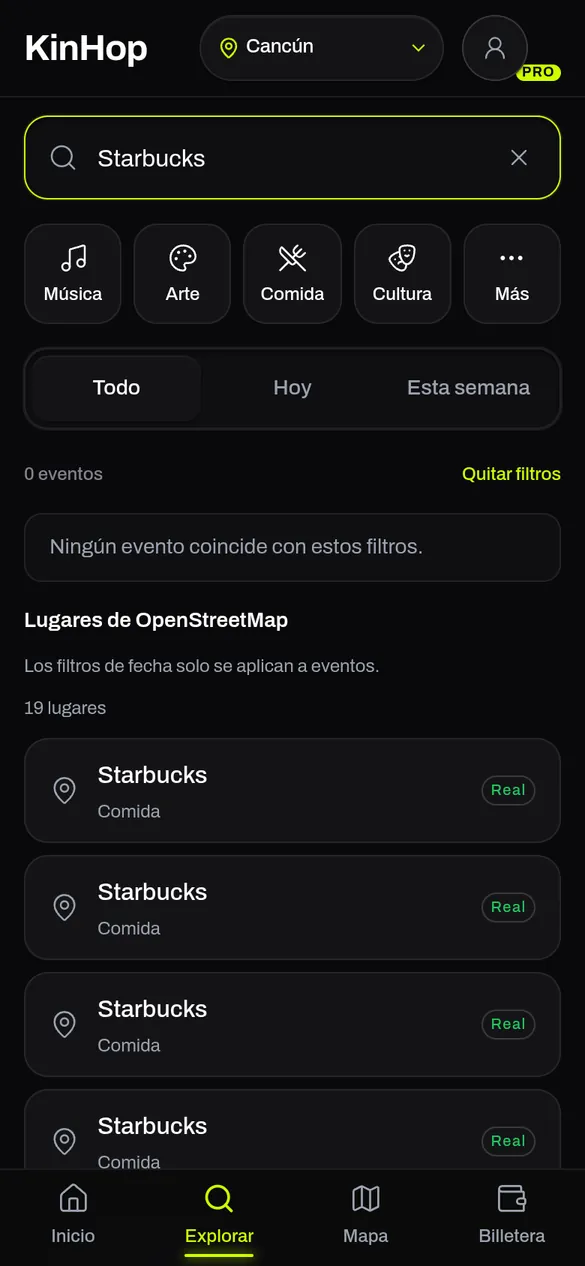 KinHop
Cancún
PRO
Starbucks
Música
Arte
Comida
Cultura
Más
Todo
Hoy
Esta semana
0 eventos
Quitar filtros
Ningún evento coincide con estos filtros.
Lugares de OpenStreetMap
Los filtros de fecha solo se aplican a eventos.
19 lugares
Starbucks
Comida
Real
Starbucks
Comida
Real
Starbucks
Comida
Real
Starbucks
Comida
Real
Inicio
Explorar
Mapa
Billetera